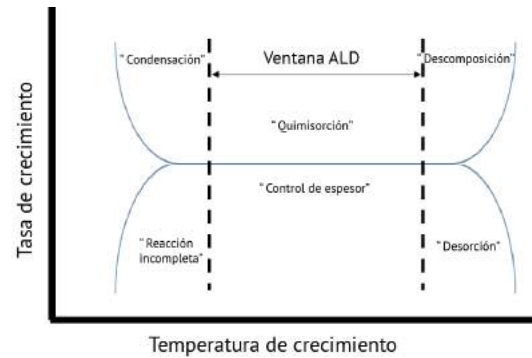 "Condensación"
Ventana ALD
"Descomposición"
"Quimisorción"
"Control de espesor"
"Reacción
incompleta"
"Desorción"
Tasa de crecimiento
Temperatura de crecimiento